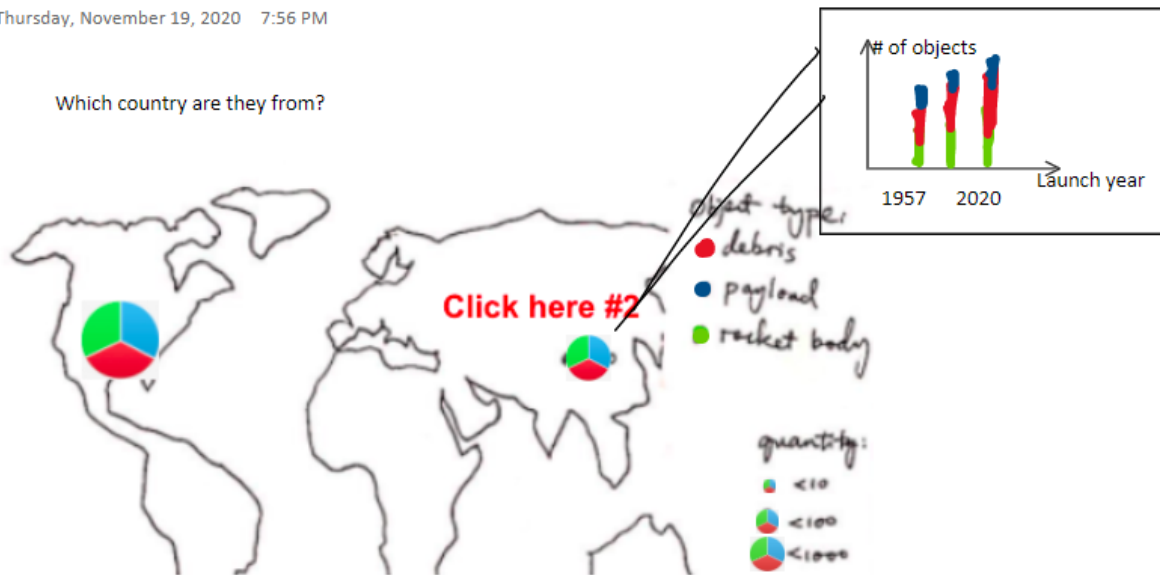 Thursday, November 19, 2020 7:56 PM
Which country are they from?
# of objects
Launch year
1957 2020
object type:
debris
payload
rocket body
Click here #2
quantity:
<10
<100
<1000